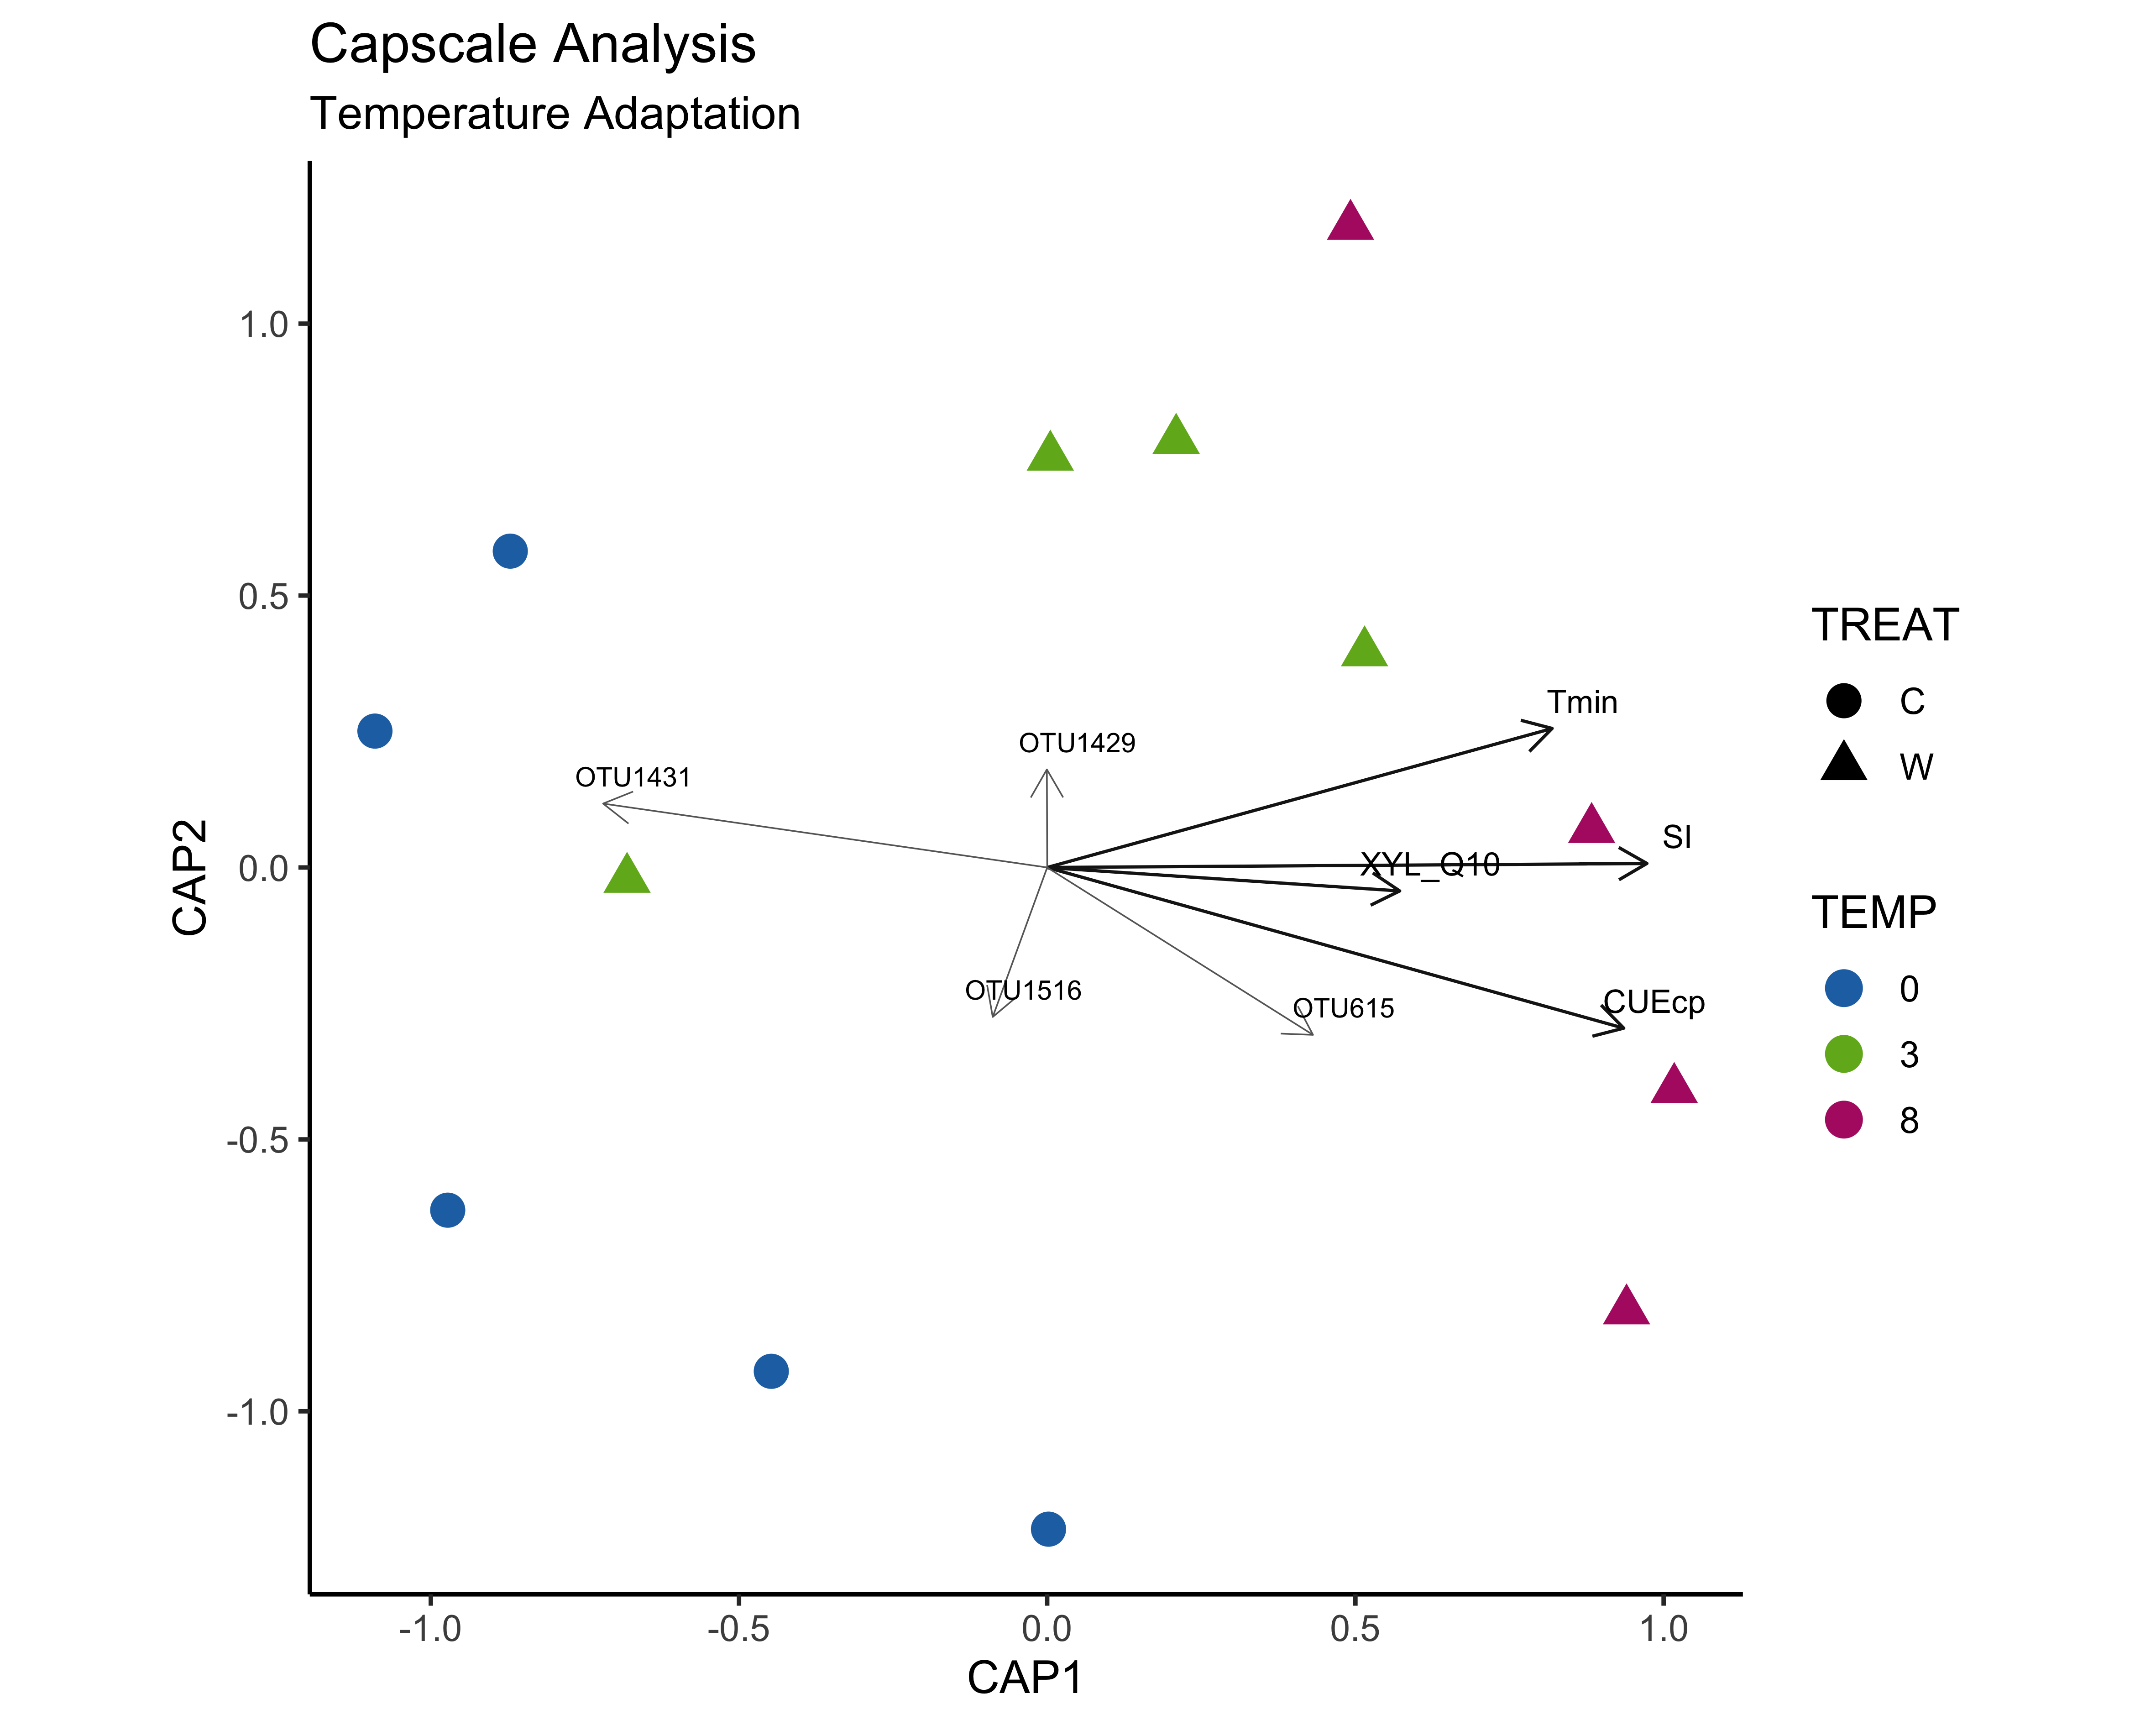 Capscale Analysis
Temperature Adaptation
CAP2
1.0
0.5
0.0
-0.5
-1.0
Tmin
OTU1429
OTU1431
SI
XYL_Q10
OTU1516
CUEcp
OTU615
-1.0
-0.5
0.0
0.5
1.0
CAP1
TREAT
C
W
TEMP
0
3
8